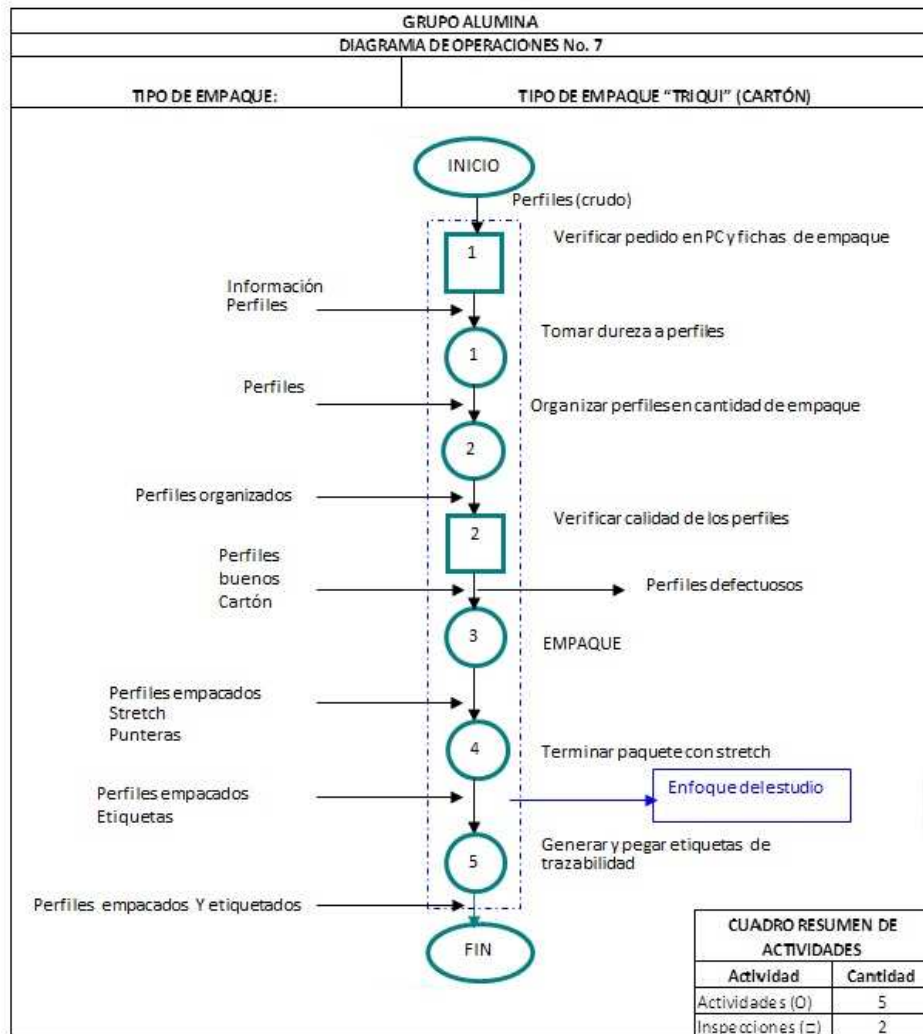 GRUPO ALUMINA
DIAGRAMA DE OPERACIONES No. 7
TIPO DE EMPAQUE:
TIPO DE EMPAQUE "TRIQUI" (CARTÓN)
INICIO
Perfiles (crudo)
1
Verificar pedido en PC y fichas de empaque
Información
Perfiles
1
Tomar dureza a perfiles
Perfiles
Organizar perfiles en cantidad de empaque
2
Perfiles organizados
2
Verificar calidad de los perfiles
Perfiles
buenos
Cartón
Perfiles defectuosos
3
EMPAQUE
Perfiles empacados
Stretch
Punteras
4
Terminar paquete con stretch
Perfiles empacados
Etiquetas
Enfoque del estudio
5
Generar y pegar etiquetas de
trazabilidad
Perfiles empacados Y etiquetados
FIN
CUADRO RESUMEN DE
ACTIVIDADES
Actividad Cantidad
Actividades (O) 5
Inspecciones (□) 2